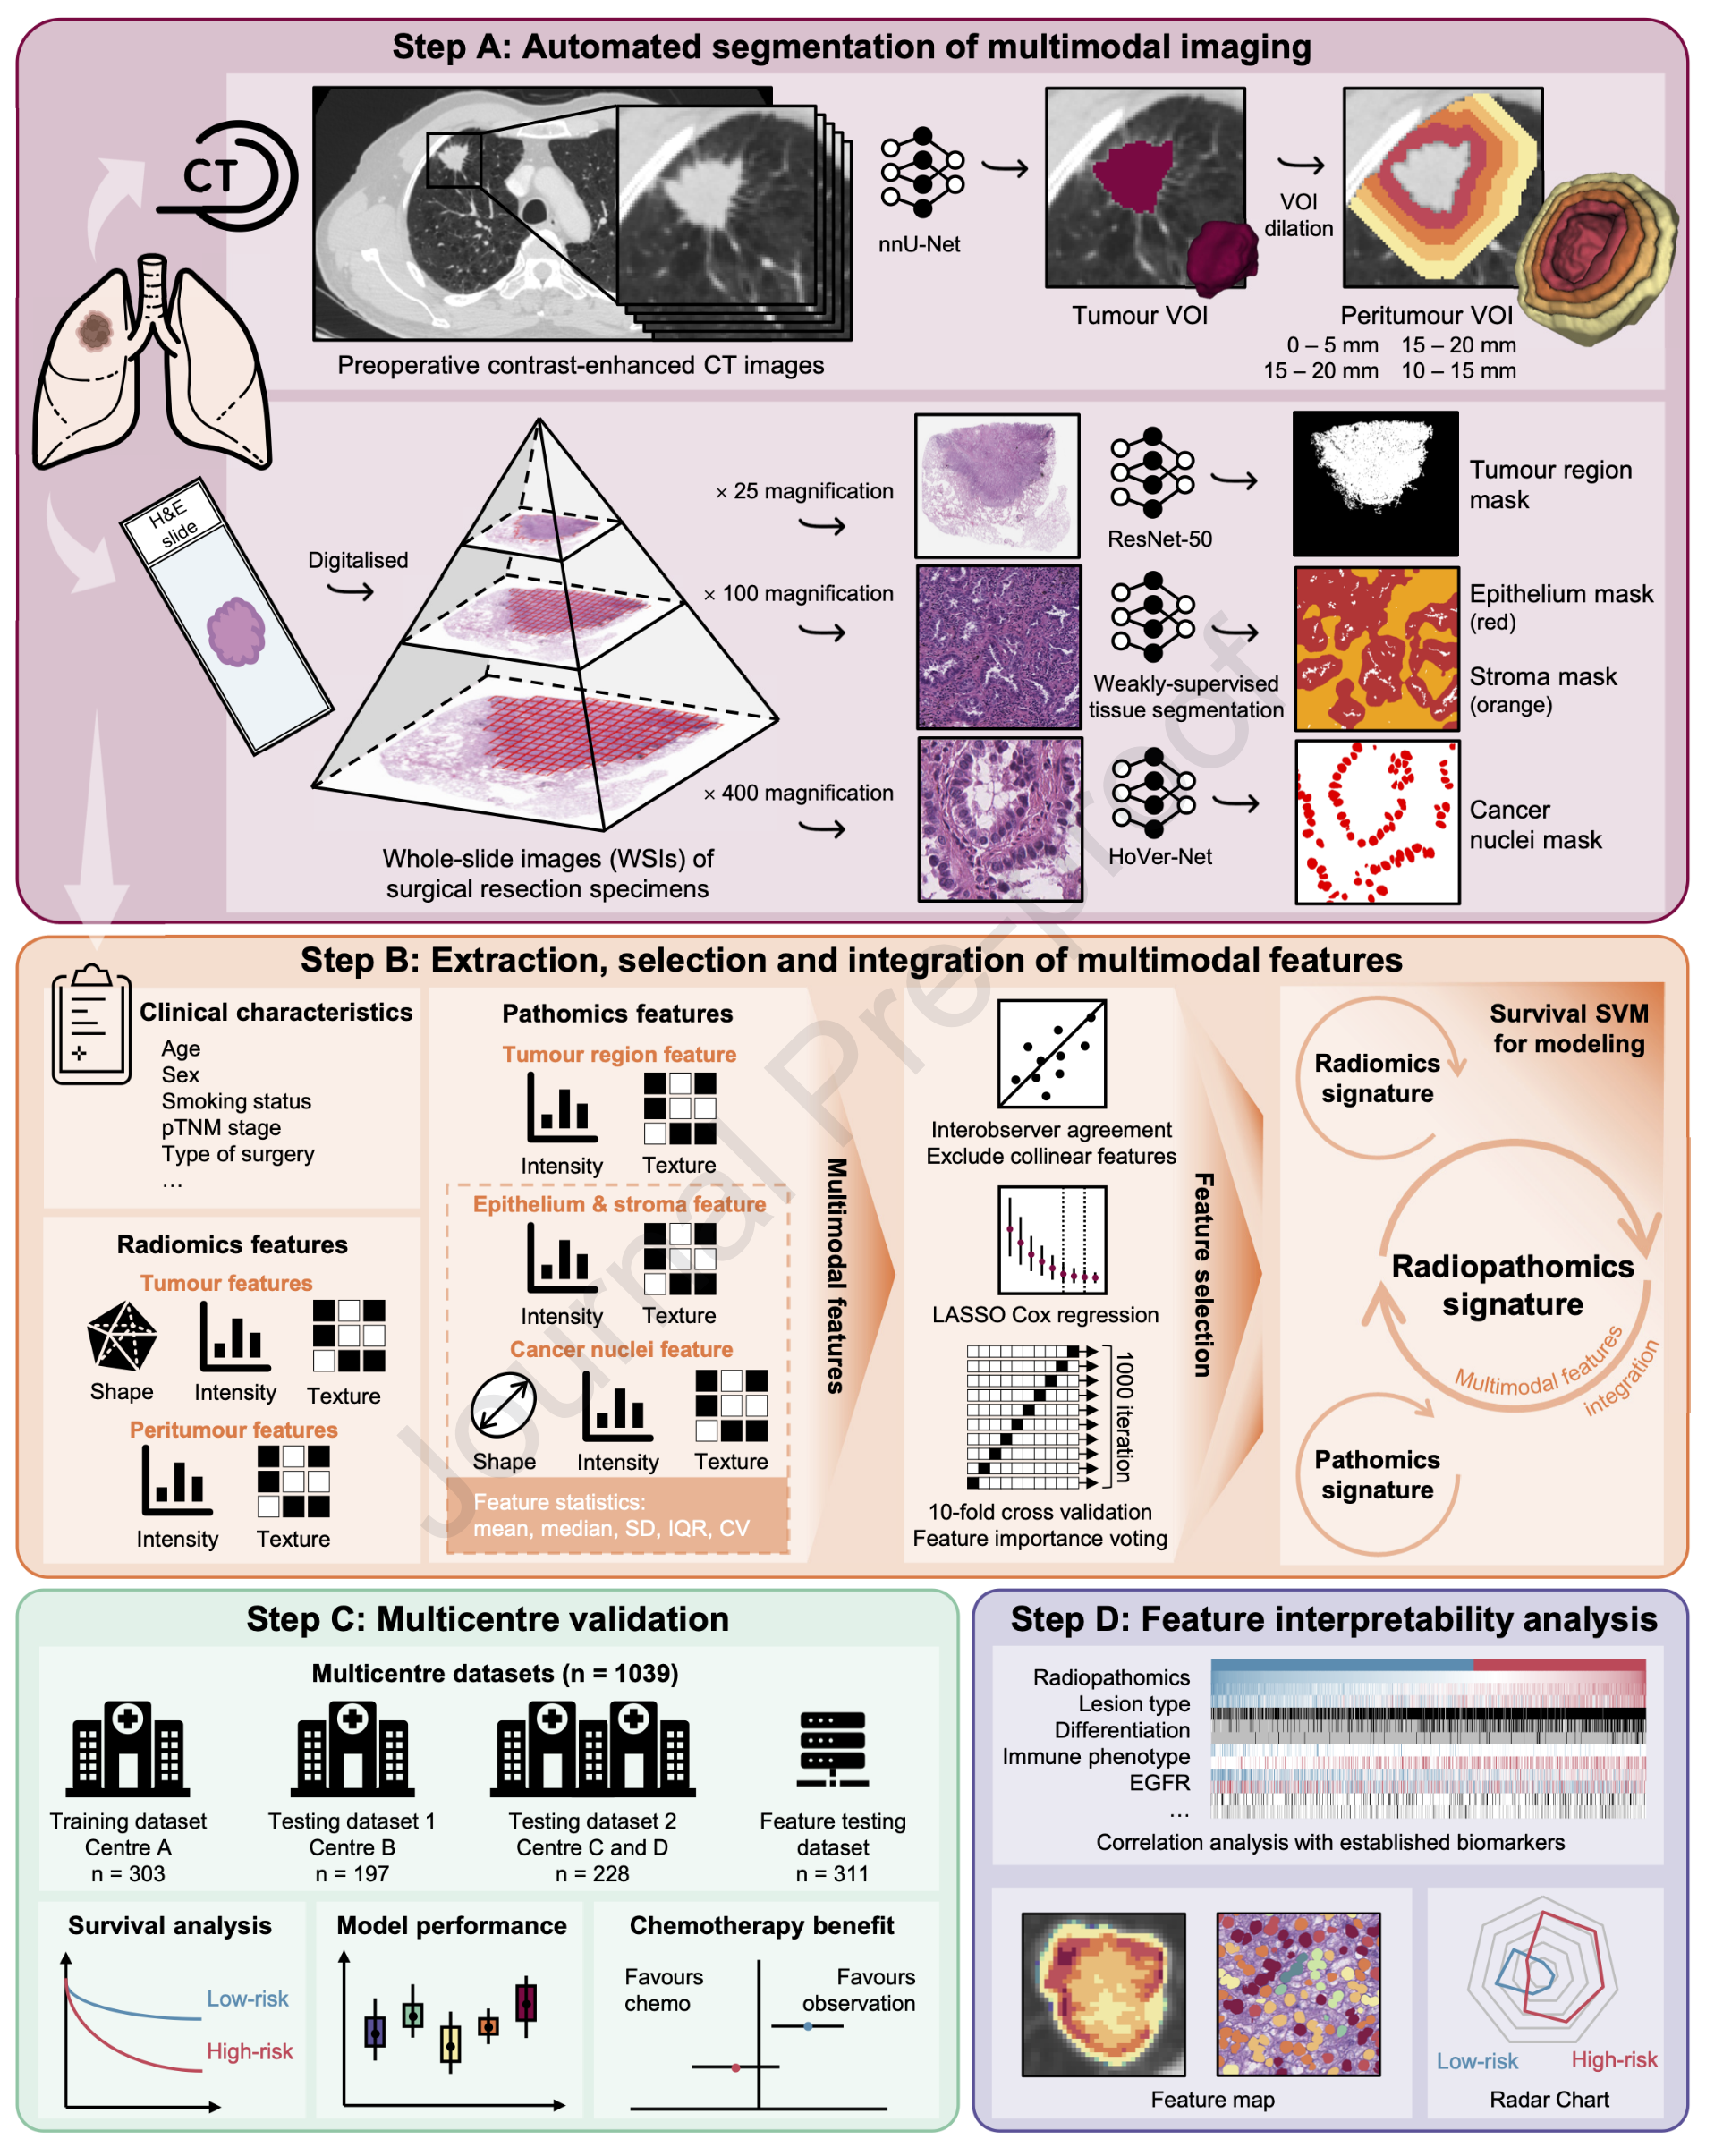 Step A: Automated segmentation of multimodal imaging
CT
nnU-Net
VOI
dilation
Tumour VOI
Peritumour VOI
0 – 5 mm 15 – 20 mm
15 – 20 mm 10 – 15 mm
Preoperative contrast-enhanced CT images
H&E
slide
Digitalised
× 25 magnification
ResNet-50
Tumour region
mask
× 100 magnification
Weakly-supervised
tissue segmentation
Epithelium mask
(red)
Stroma mask
(orange)
× 400 magnification
HoVer-Net
Cancer
nuclei mask
Whole-slide images (WSIs) of
surgical resection specimens
Step B: Extraction, selection and integration of multimodal features
Clinical characteristics
Age
Sex
Smoking status
pTNM stage
Type of surgery
…
Radiomics features
Tumour features
Shape
Intensity
Texture
Peritumour features
Intensity
Texture
Pathomics features
Tumour region feature
Intensity
Texture
Epithelium & stroma feature
Intensity
Texture
Cancer nuclei feature
Shape
Intensity
Texture
Feature statistics:
mean, median, SD, IQR, CV
Multimodal features
Interobserver agreement
Exclude collinear features
LASSO Cox regression
1000 iteration
10-fold cross validation
Feature importance voting
Feature selection
Survival SVM
for modeling
Radiomics
signature
Radiopathomics
signature
Multimodal features
integration
Pathomics
signature
Journal Pre-proof
Step C: Multicentre validation
Multicentre datasets (n = 1039)
Training dataset
Centre A
n = 303
Testing dataset 1
Centre B
n = 197
Testing dataset 2
Centre C and D
n = 228
Feature testing
dataset
n = 311
Survival analysis
Low-risk
High-risk
Model performance
Chemotherapy benefit
Favours
chemo
Favours
observation
Step D: Feature interpretability analysis
Radiopathomics
Lesion type
Differentiation
Immune phenotype
EGFR
…
Correlation analysis with established biomarkers
Feature map
Low-risk
High-risk
Radar Chart